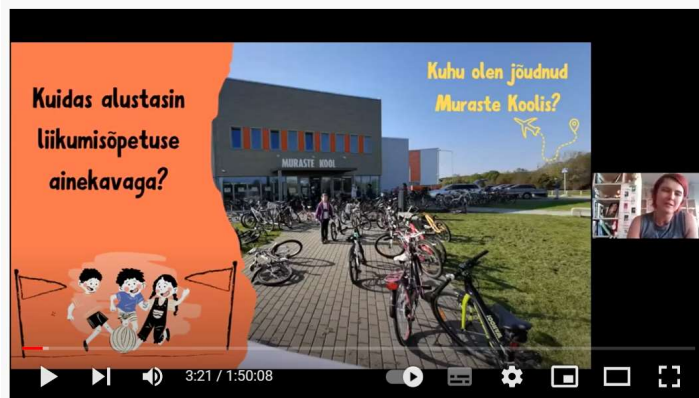 Kuidas alustasin
liikumisõpetuse
ainekavaga?
Kuhu olen jõudnud
Muraste Koolis?
MURASTE KOOL
3:21 / 1:50:08